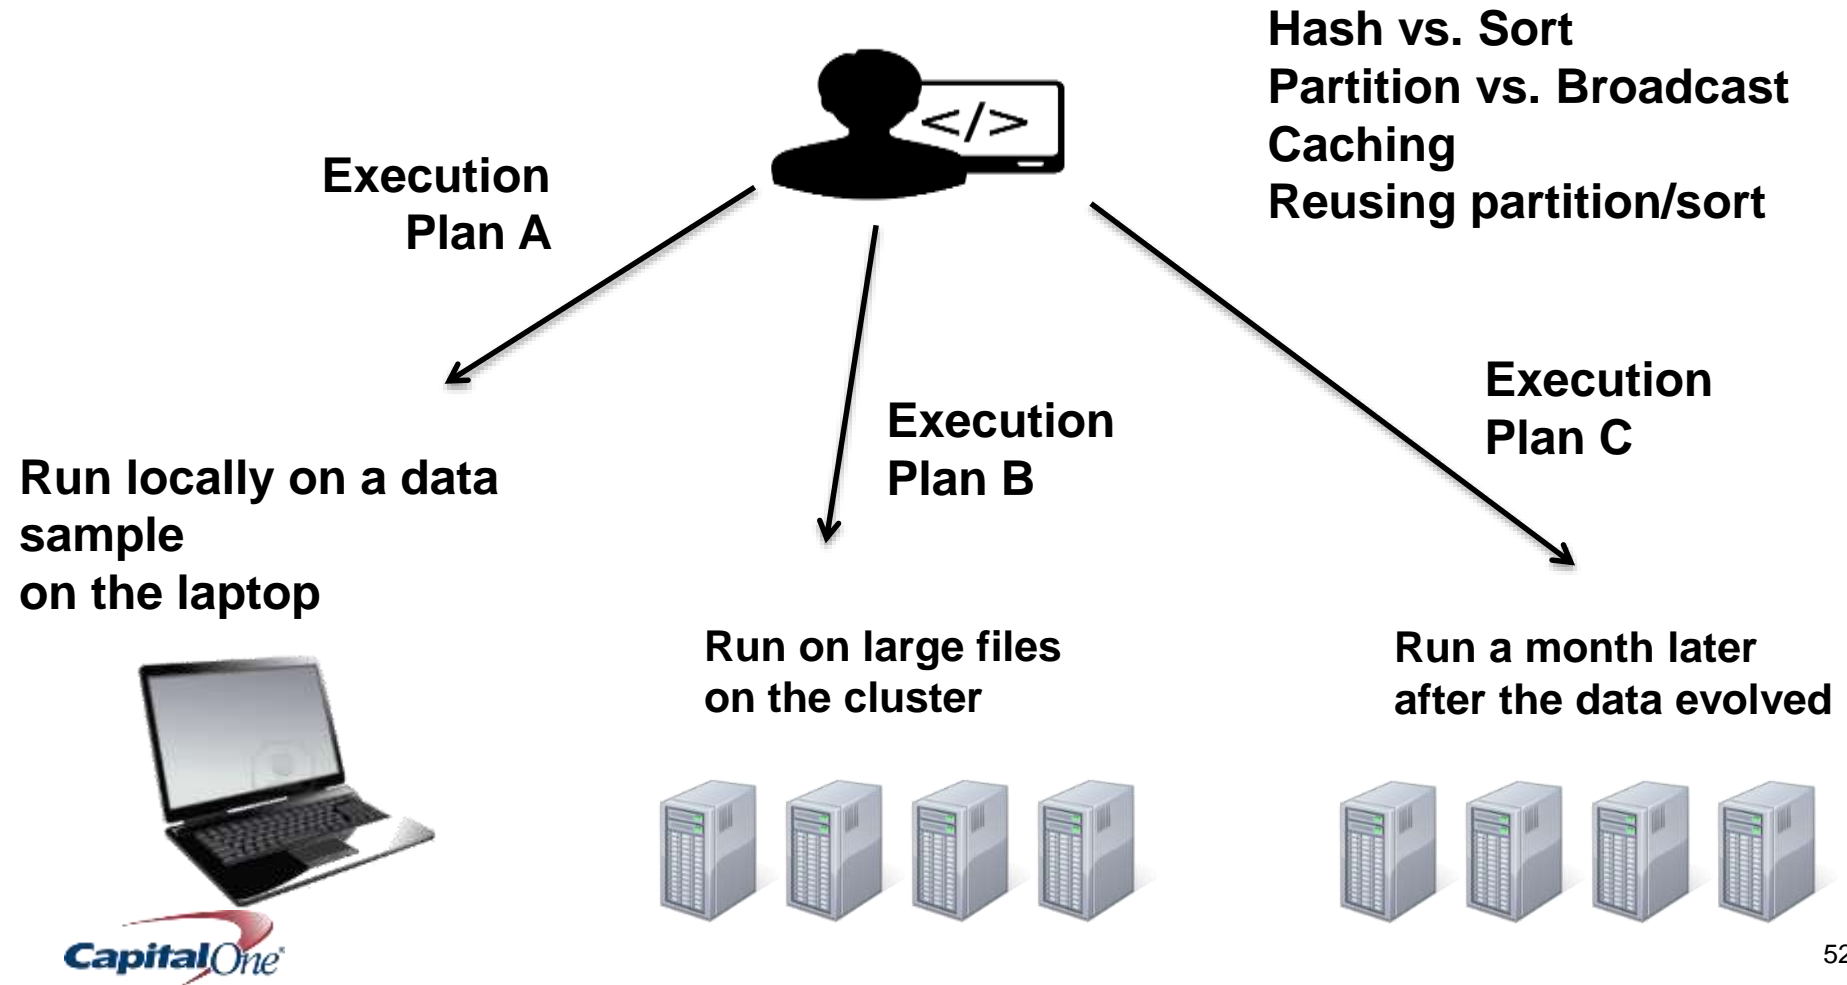 Hash vs. Sort
Partition vs. Broadcast
Caching
Reusing partition/sort
</>
Execution
Plan A
Execution
Plan B
Execution
Plan C
Run locally on a data
sample
on the laptop
Run on large files
on the cluster
Run a month later
after the data evolved
CapitalOne®
52